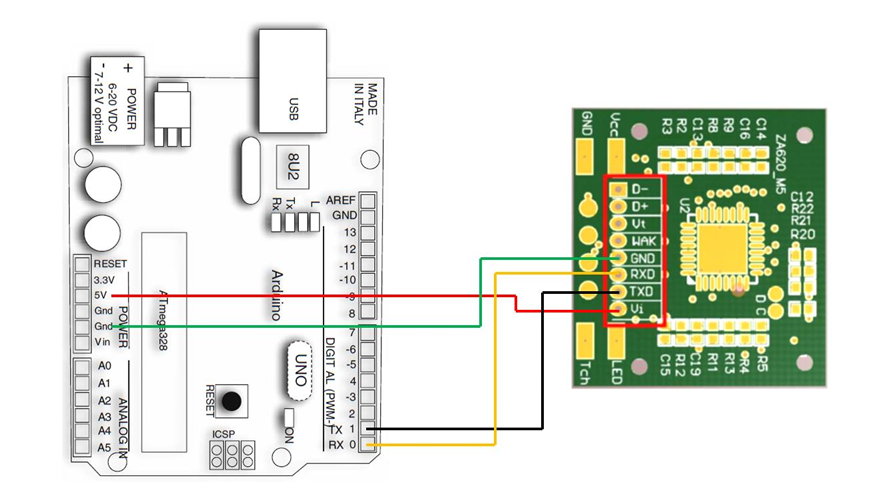 POWER
6-20 VDC
7-12 V optimal
-
+
USB
MADE
IN ITALY
8U2
Rx
Tx
L
AREF
GND
13
12
-11
-10
-9
8
7
-6
-5
4
-3
2
TX 1
RX 0
DIGIT AL (PWM-)
Arduino
UNO
ATmega328
RESET
3.3V
5V
Gnd
Gnd
Vin
POWER
A0
A1
A2
A3
A4
A5
ANALOG IN
RESET
ICSP
ON
GND
Vcc
R3
R2
C13
R8
R9
C16
C14
ZA620_M5
D-
D+
Vt
WAK
GND
RXD
TXD
Vi
U2
C12
R22
R21
R20
D
C
Tch
LED
C15
R12
C19
R11
R13
R4
R5